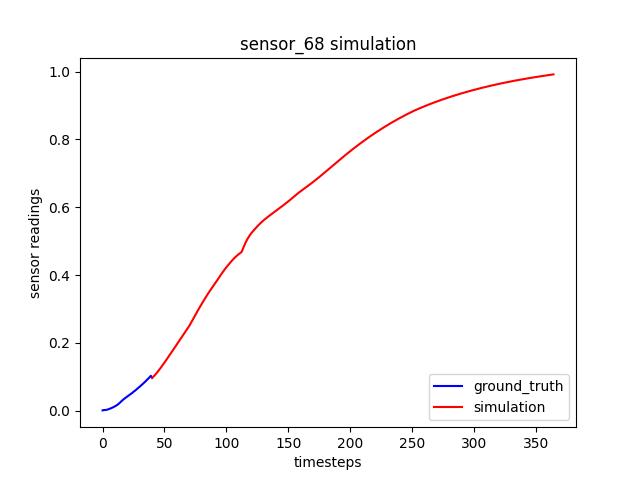 sensor_68 simulation
1.0
0.8
0.6
0.4
0.2
0.0
sensor readings
0 50 100 150 200 250 300 350
timesteps
ground_truth
simulation